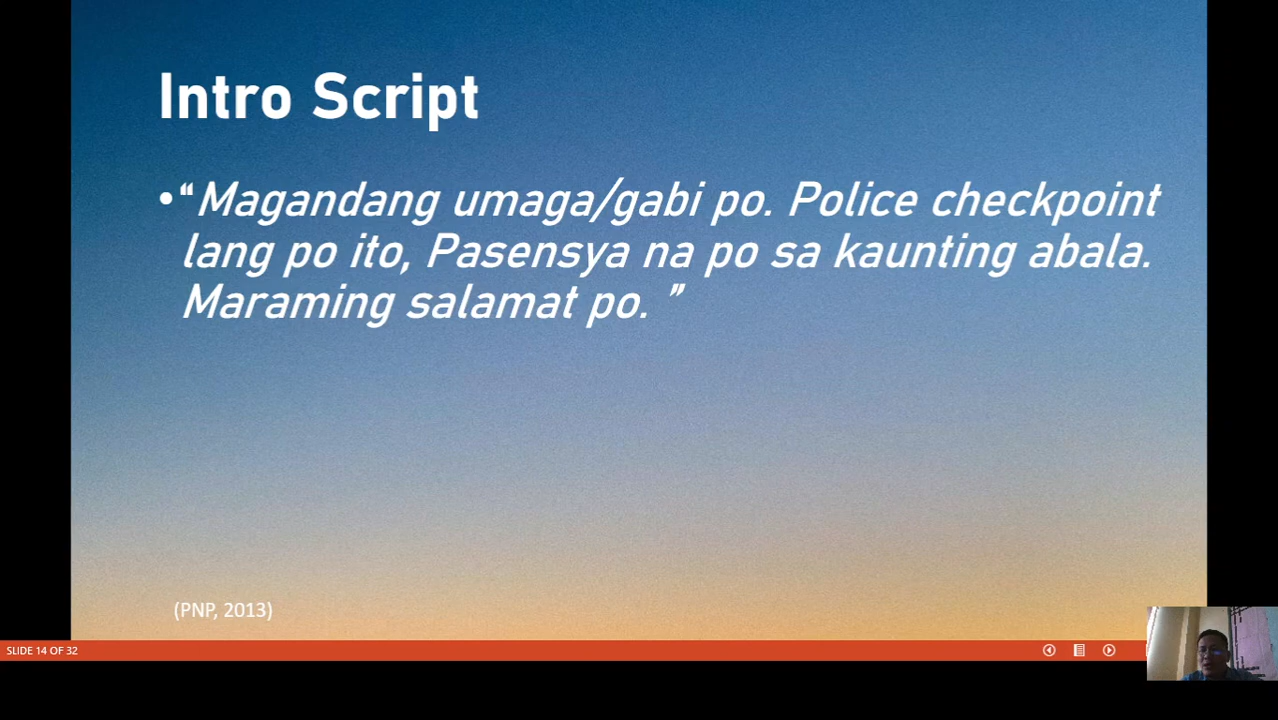 Intro Script
•“Magandang umaga/gabi po. Police checkpoint
lang po ito, Pasensya na po sa kaunting abala.
Maraming salamat po. ”
(PNP, 2013)
SLIDE 14 OF 32